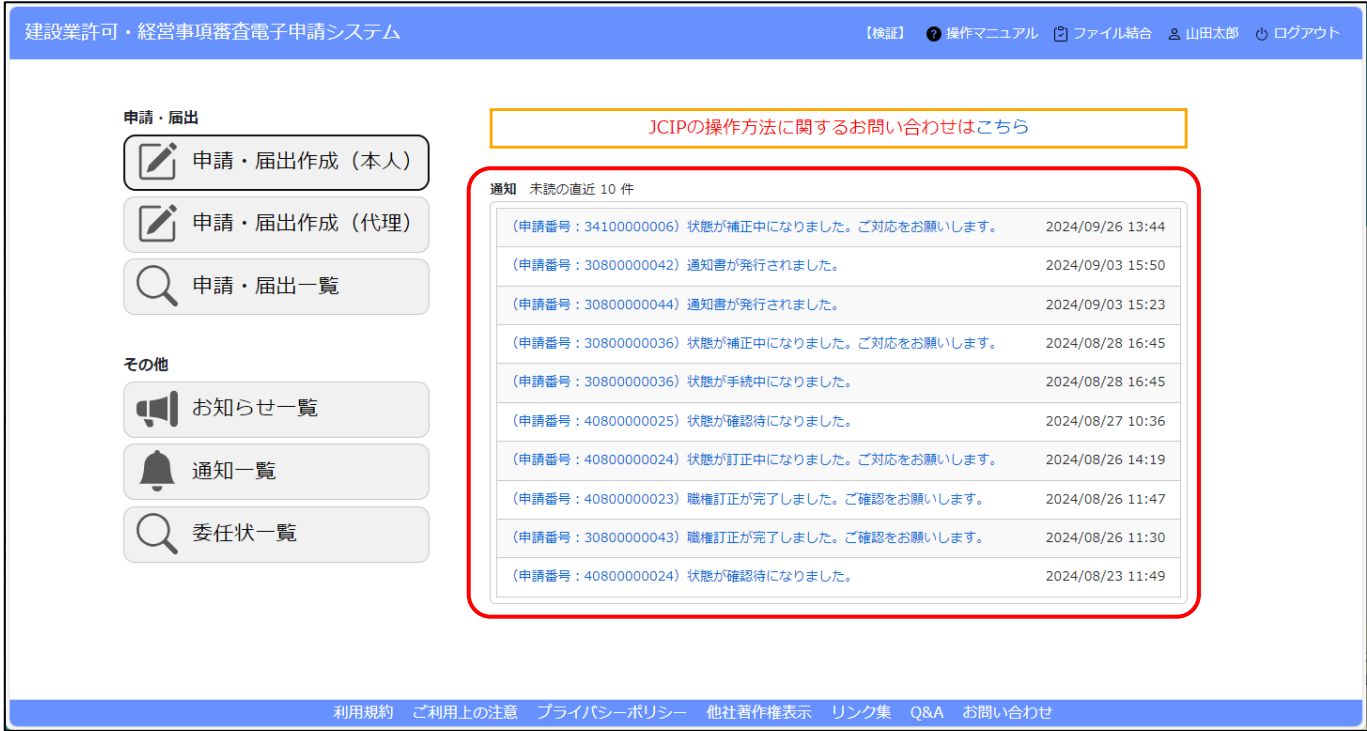 建設業許可・経営事項審査電子申請システム
【検証】 操作マニュアル ファイル結合 山田太郎 ログアウト
申請・届出
申請・届出作成（本人）
申請・届出作成（代理）
申請・届出一覧
その他
お知らせ一覧
通知一覧
委任状一覧
JCIPの操作方法に関するお問い合わせはこちら
通知 未読の直近 10 件
（申請番号：34100000006）状態が補正中になりました。ご対応をお願いします。 2024/09/26 13:44
（申請番号：30800000042）通知書が発行されました。 2024/09/03 15:50
（申請番号：30800000044）通知書が発行されました。 2024/09/03 15:23
（申請番号：30800000036）状態が補正中になりました。ご対応をお願いします。 2024/08/28 16:45
（申請番号：30800000036）状態が手続中になりました。 2024/08/28 16:45
（申請番号：40800000025）状態が確認待になりました。 2024/08/27 10:36
（申請番号：40800000024）状態が訂正中になりました。ご対応をお願いします。 2024/08/26 14:19
（申請番号：40800000023）職権訂正が完了しました。ご確認をお願いします。 2024/08/26 11:47
（申請番号：30800000043）職権訂正が完了しました。ご確認をお願いします。 2024/08/26 11:30
（申請番号：40800000024）状態が確認待になりました。 2024/08/23 11:49
利用規約 ご利用上の注意 プライバシーポリシー 他社著作権表示 リンク集 Q&A お問い合わせ